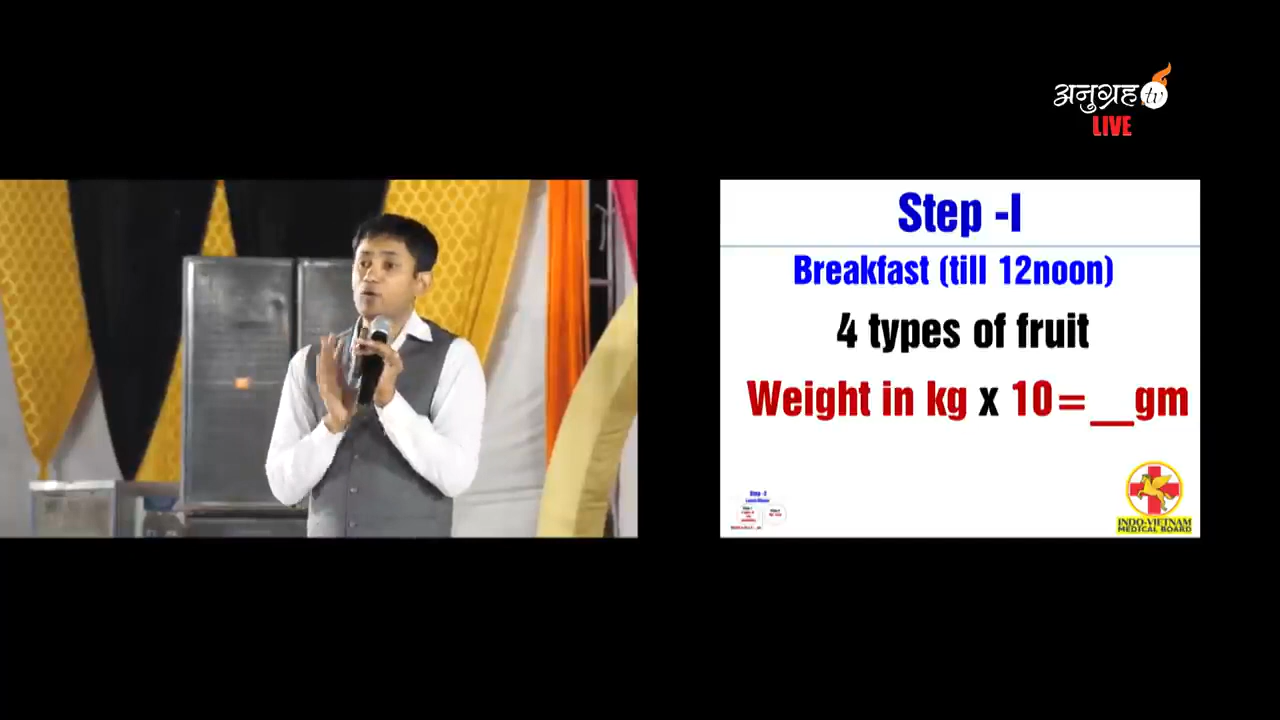 अनुग्रह tv
LIVE
Step -I
Breakfast (till 12noon)
4 types of fruit
Weight in kg x 10=__gm
INDO-VIETNAM
MEDICAL BOARD